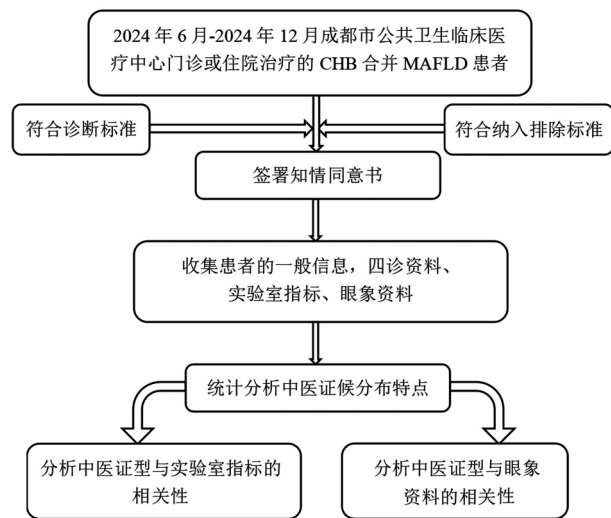 2024 年 6 月-2024 年 12 月成都市公共卫生临床医
疗中心门诊或住院治疗的 CHB 合并 MAFLD 患者
符合诊断标准
符合纳入排除标准
签署知情同意书
收集患者的一般信息，四诊资料、
实验室指标、眼象资料
统计分析中医证候分布特点
分析中医证型与实验室指标的
相关性
分析中医证型与眼象
资料的相关性